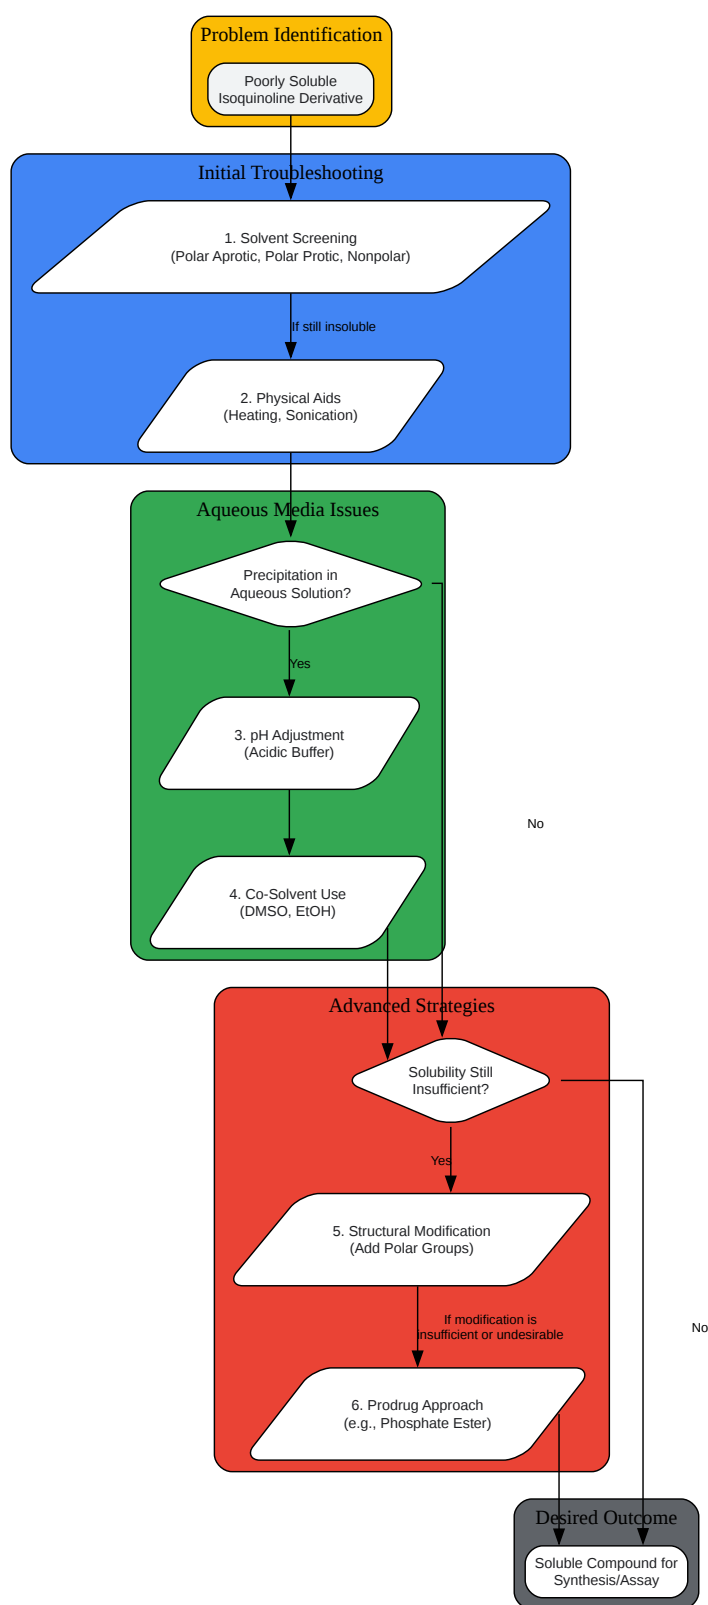 Problem Identification
Poorly Soluble
Isoquinoline Derivative
Initial Troubleshooting
1. Solvent Screening
(Polar Aprotic, Polar Protic, Nonpolar)
If still insoluble
2. Physical Aids
(Heating, Sonication)
Aqueous Media Issues
Precipitation in
Aqueous Solution?
Yes
3. pH Adjustment
(Acidic Buffer)
No
4. Co-Solvent Use
(DMSO, EtOH)
Advanced Strategies
Solubility Still
Insufficient?
Yes
5. Structural Modification
(Add Polar Groups)
If modification is
insufficient or undesirable
No
6. Prodrug Approach
(e.g., Phosphate Ester)
Desired Outcome
Soluble Compound for
Synthesis/Assay